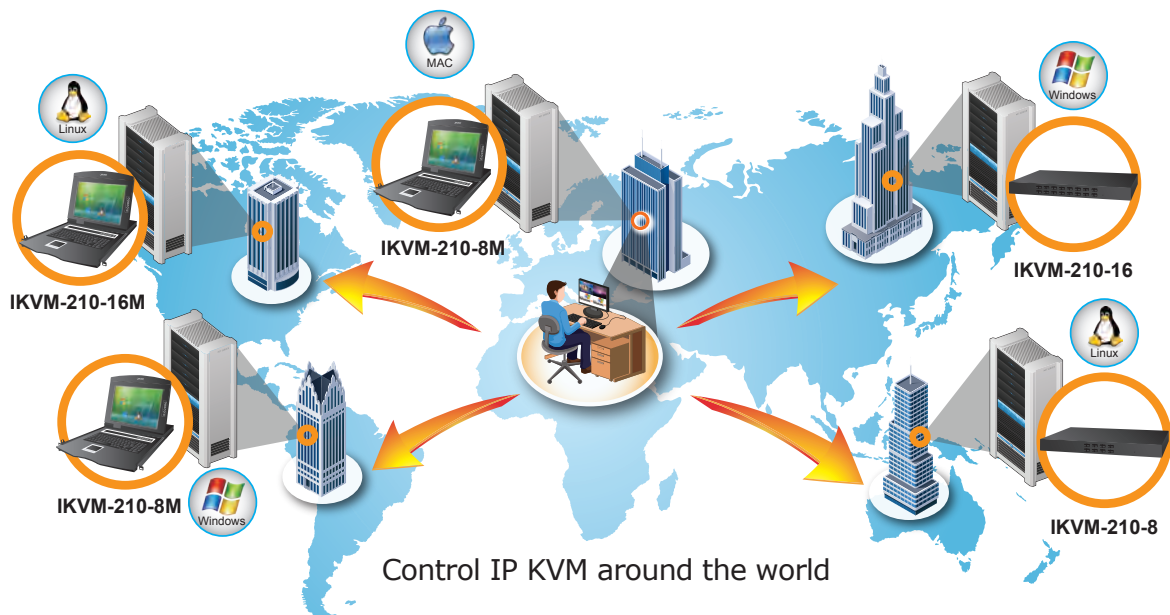 MAC
Linux
Windows
IKVM-210-16M
IKVM-210-8M
IKVM-210-16
Linux
IKVM-210-8M
Windows
IKVM-210-8
Control IP KVM around the world